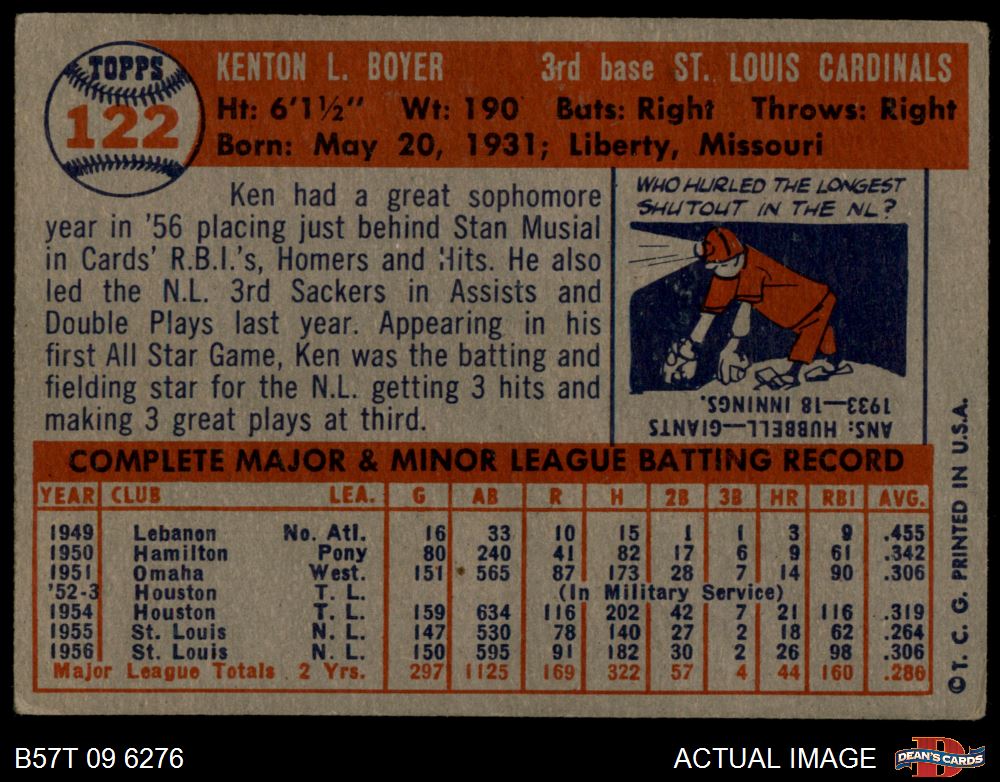 TOPPS
122
KENTON L. BOYER 3rd base ST. LOUIS CARDINALS
Ht: 6'1½" Wt: 190 Bats: Right Throws: Right
Born: May 20, 1931; Liberty, Missouri
Ken had a great sophomore
year in '56 placing just behind Stan Musial
in Cards' R.B.I.'s, Homers and Hits. He also
led the N.L. 3rd Sackers in Assists and
Double Plays last year. Appearing in his
first All Star Game, Ken was the batting and
fielding star for the N.L. getting 3 hits and
making 3 great plays at third.
WHO HURLED THE LONGEST
SHUTOUT IN THE NL?
ANS: HUBBELL—GIANTS
1933—18 INNINGS.
COMPLETE MAJOR & MINOR LEAGUE BATTING RECORD
YEAR CLUB LEA. G AB R H 2B 3B HR RBI AVG.
1949 Lebanon No. Atl. 16 33 10 15 1 1 3 9 .455
1950 Hamilton Pony 80 240 41 82 17 6 9 61 .342
1951 Omaha West. 151 565 87 173 28 7 14 90 .306
'52-3 Houston T. L. (In Military Service)
1954 Houston T. L. 159 634 116 202 42 7 21 116 .319
1955 St. Louis N. L. 147 530 78 140 27 2 18 62 .264
1956 St. Louis N. L. 150 595 91 182 30 2 26 98 .306
Major League Totals 2 Yrs. 297 1125 169 322 57 4 44 160 .286
©T. C. G. PRINTED IN U.S.A.
B57T 09 6276
ACTUAL IMAGE
D
DEAN'S CARDS